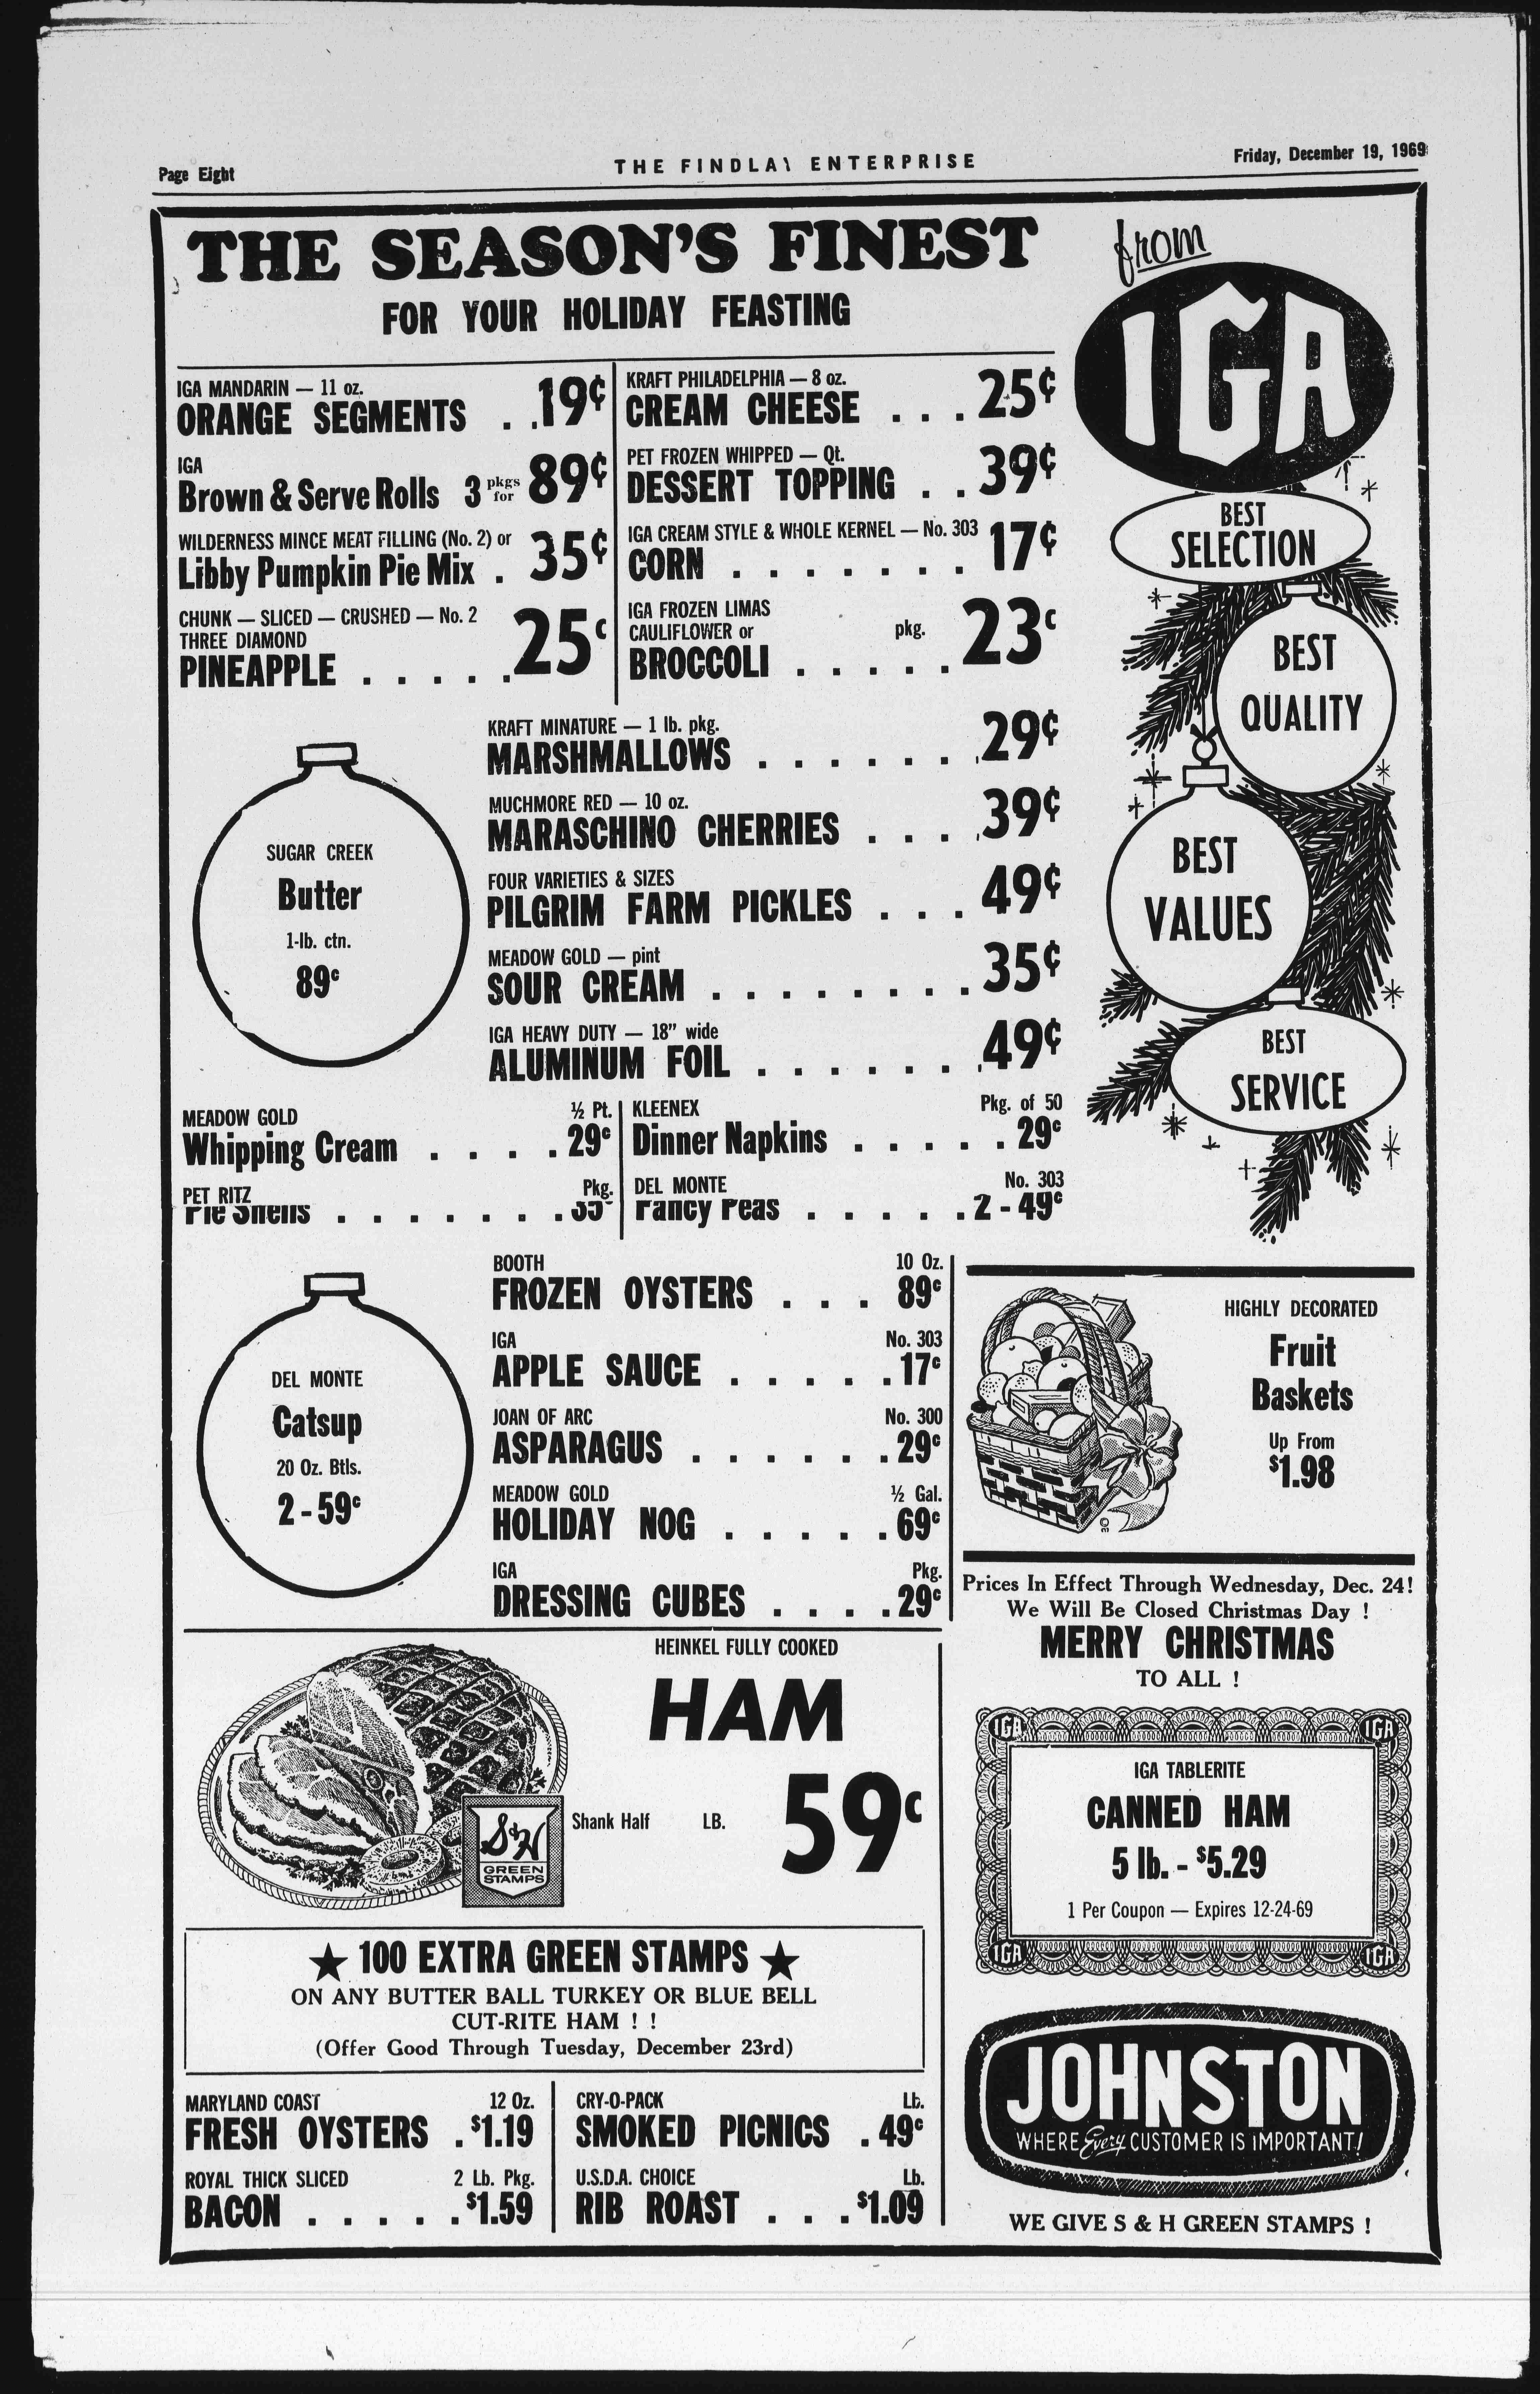 Page Eight
THE FINDLAY ENTERPRISE
Friday, December 19, 1969
THE SEASON'S FINEST
FOR YOUR HOLIDAY FEASTING
from
IGA
IGA MANDARIN — 11 oz.
ORANGE SEGMENTS . . 19¢
IGA
Brown & Serve Rolls 3 pkgs for 89¢
WILDERNESS MINCE MEAT FILLING (No. 2) or
Libby Pumpkin Pie Mix . 35¢
CHUNK — SLICED — CRUSHED — No. 2
THREE DIAMOND
PINEAPPLE . . . . . 25c
KRAFT PHILADELPHIA — 8 oz.
CREAM CHEESE . . . 25¢
PET FROZEN WHIPPED — Qt.
DESSERT TOPPING . . 39¢
IGA CREAM STYLE & WHOLE KERNEL — No. 303
CORN . . . . . . . 17¢
IGA FROZEN LIMAS
CAULIFLOWER or pkg.
BROCCOLI . . . . . 23c
BEST
SELECTION
BEST
QUALITY
BEST
VALUES
BEST
SERVICE
SUGAR CREEK
Butter
1-lb. ctn.
89c
KRAFT MINATURE — 1 lb. pkg.
MARSHMALLOWS . . . . . . . 29¢
MUCHMORE RED — 10 oz.
MARASCHINO CHERRIES . . . . 39¢
FOUR VARIETIES & SIZES
PILGRIM FARM PICKLES . . . 49¢
MEADOW GOLD — pint
SOUR CREAM . . . . . . . . 35¢
IGA HEAVY DUTY — 18" wide
ALUMINUM FOIL . . . . . . . 49¢
MEADOW GOLD ½ Pt.
Whipping Cream . . . . 29c
PET RITZ Pkg.
Pie Shells . . . . . . . 35c
KLEENEX Pkg. of 50
Dinner Napkins . . . . . 29c
DEL MONTE No. 303
Fancy Peas . . . . . 2 - 49c
DEL MONTE
Catsup
20 Oz. Btls.
2 - 59c
BOOTH 10 Oz.
FROZEN OYSTERS . . . 89c
IGA No. 303
APPLE SAUCE . . . . . 17c
JOAN OF ARC No. 300
ASPARAGUS . . . . . . 29c
MEADOW GOLD ½ Gal.
HOLIDAY NOG . . . . . 69c
IGA Pkg.
DRESSING CUBES . . . . 29c
HIGHLY DECORATED
Fruit
Baskets
Up From
$1.98
Prices In Effect Through Wednesday, Dec. 24!
We Will Be Closed Christmas Day !
MERRY CHRISTMAS
TO ALL !
HEINKEL FULLY COOKED
HAM
Shank Half LB. 59c
S&H
GREEN
STAMPS
IGA IGA
IGA TABLERITE
CANNED HAM
5 lb. - $5.29
1 Per Coupon — Expires 12-24-69
IGA IGA
★ 100 EXTRA GREEN STAMPS ★
ON ANY BUTTER BALL TURKEY OR BLUE BELL
CUT-RITE HAM ! !
(Offer Good Through Tuesday, December 23rd)
MARYLAND COAST 12 Oz.
FRESH OYSTERS . $1.19
ROYAL THICK SLICED 2 Lb. Pkg.
BACON . . . . . . $1.59
CRY-O-PACK Lb.
SMOKED PICNICS . 49c
U.S.D.A. CHOICE Lb.
RIB ROAST . . . $1.09
JOHNSTON
WHERE Every CUSTOMER IS IMPORTANT!
WE GIVE S & H GREEN STAMPS !